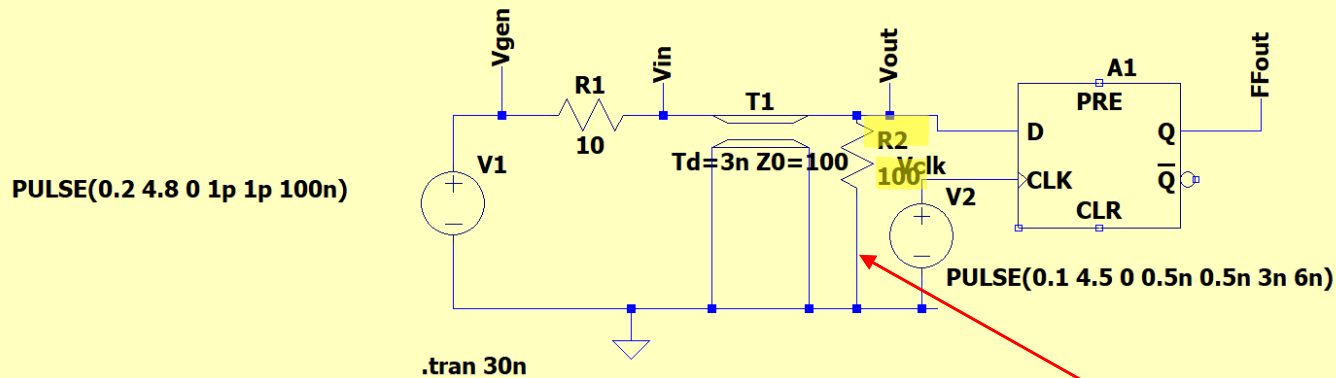 Vgen
R1
10
Vin
T1
Td=3n Z0=100
Vout
R2
100
Vclk
V2
PULSE(0.1 4.5 0 0.5n 0.5n 3n 6n)
A1
PRE
D
Q
CLK
Q
CLR
FFout
V1
PULSE(0.2 4.8 0 1p 1p 100n)
.tran 30n